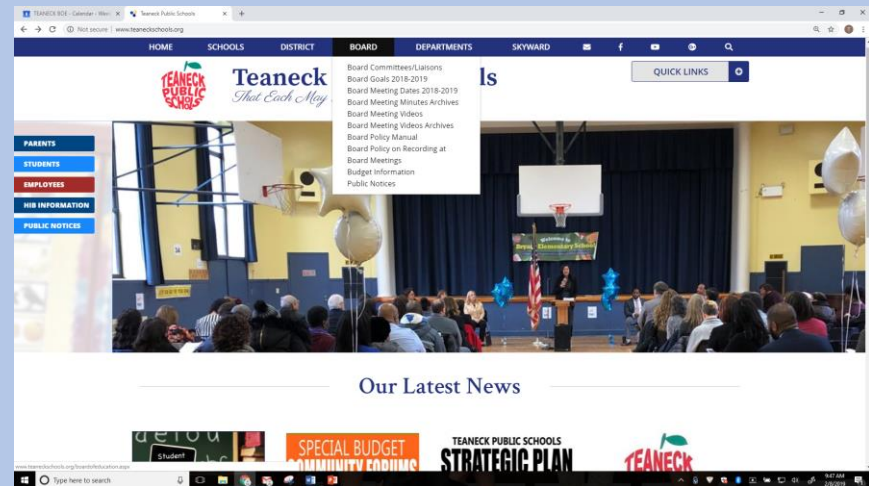 TEANECK BOE - Calendar - Wee
Teaneck Public Schools
Not secure | www.teaneckschools.org
HOME SCHOOLS DISTRICT BOARD DEPARTMENTS SKYWARD
TEANECK
PUBLIC
SCHOOLS
Teaneck
ls
That Each May
QUICK LINKS
Board Committees/Liaisons
Board Goals 2018-2019
Board Meeting Dates 2018-2019
Board Meeting Minutes Archives
Board Meeting Videos
Board Meeting Videos Archives
Board Policy Manual
Board Policy on Recording at
Board Meetings
Budget Information
Public Notices
PARENTS
STUDENTS
EMPLOYEES
HIB INFORMATION
PUBLIC NOTICES
Welcome to
Elementary School
Our Latest News
Student
SPECIAL BUDGET
COMMUNITY FORUMS
TEANECK PUBLIC SCHOOLS
STRATEGIC PLAN
TEANECK
www.teaneckschools.org/boardofeducation.aspx
Type here to search
9:47 AM
2/8/2019